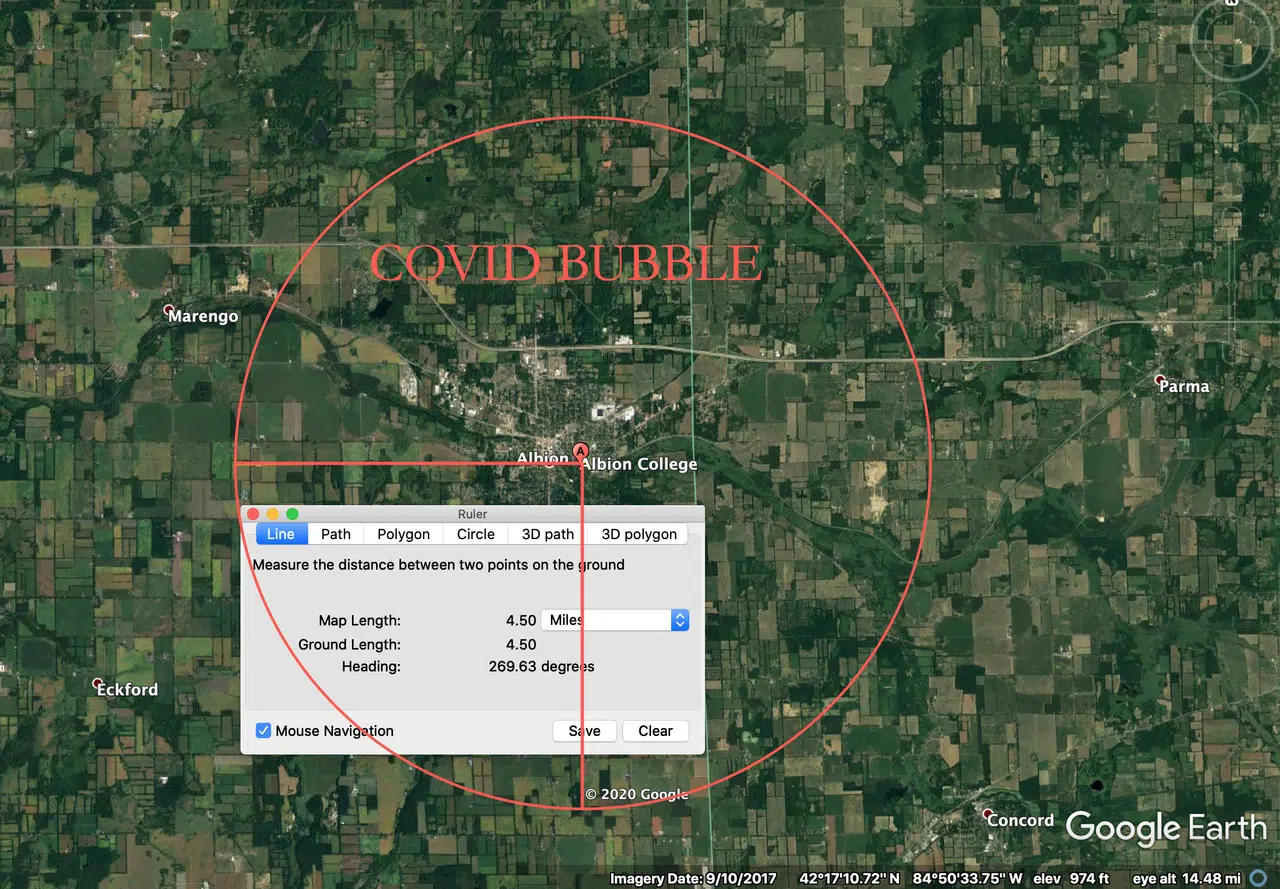 N
COVID BUBBLE
Marengo
Parma
Albion
A
Albion College
Ruler
Line Path Polygon Circle 3D path 3D polygon
Measure the distance between two points on the ground
Map Length: 4.50 Miles
Ground Length: 4.50
Heading: 269.63 degrees
Eckford
Mouse Navigation Save Clear
© 2020 Google
Concord
Google Earth
Imagery Date: 9/10/2017 42°17'10.72" N 84°50'33.75" W elev 974 ft eye alt 14.48 mi